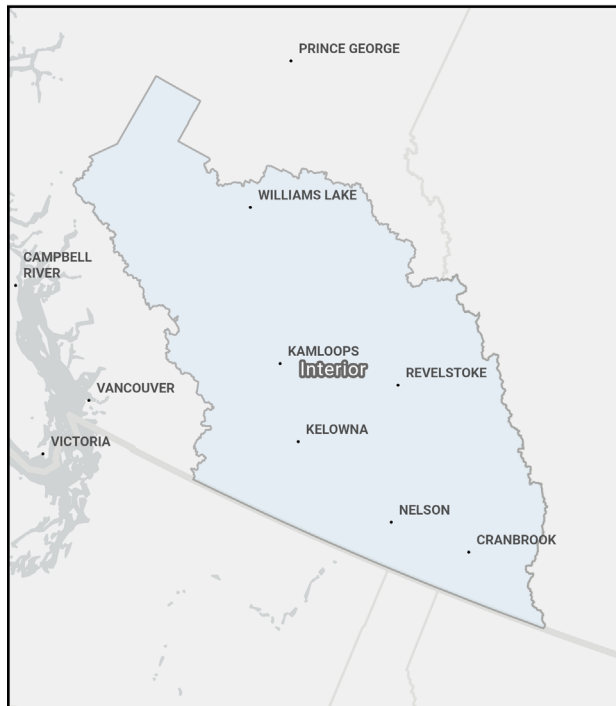 PRINCE GEORGE
WILLIAMS LAKE
CAMPBELL
RIVER
KAMLOOPS
Interior
REVELSTOKE
VANCOUVER
KELOWNA
VICTORIA
NELSON
CRANBROOK